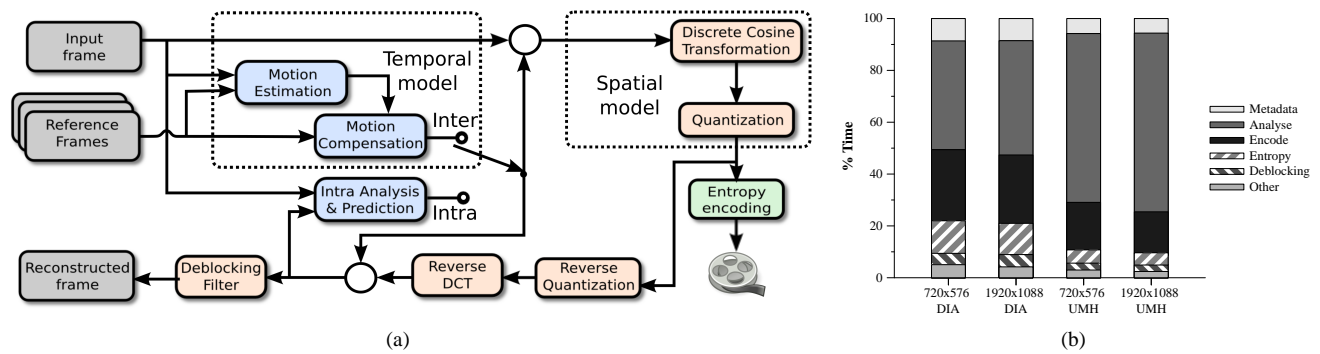 Input
frame
Reference
Frames
Motion
Estimation
Temporal
model
Motion
Compensation
Inter
Intra Analysis
& Prediction
Intra
Discrete Cosine
Transformation
Spatial
model
Quantization
Entropy
encoding
Reconstructed
frame
Deblocking
Filter
Reverse
DCT
Reverse
Quantization
(a)
% Time
100
80
60
40
20
0
720x576
DIA
1920x1088
DIA
720x576
UMH
1920x1088
UMH
Metadata
Analyse
Encode
Entropy
Deblocking
Other
(b)